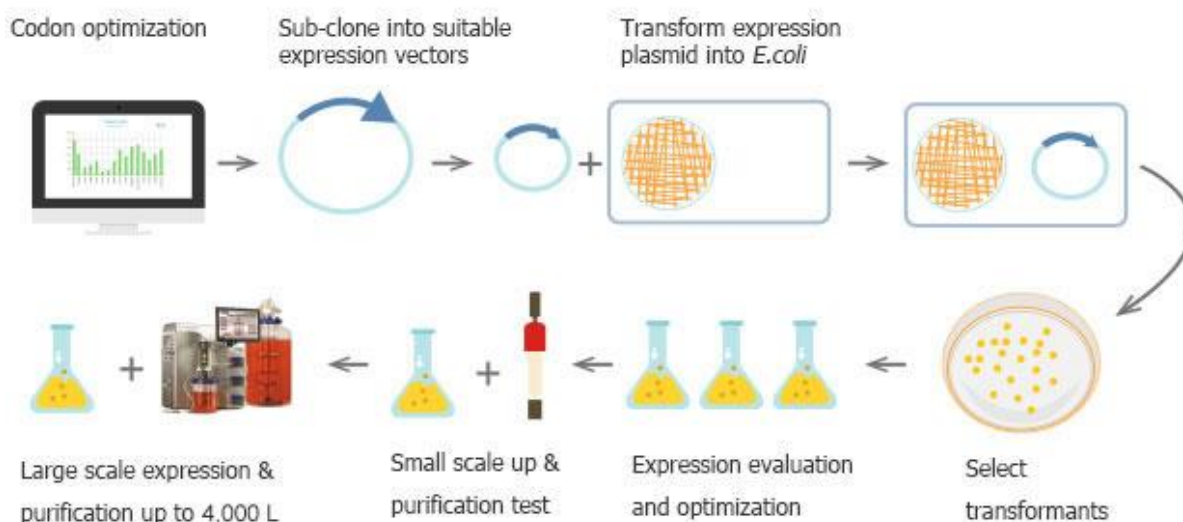 Codon optimization
Sub-clone into suitable
expression vectors
Transform expression
plasmid into E.coli
Large scale expression &
purification up to 4,000 L
Small scale up &
purification test
Expression evaluation
and optimization
Select
transformants